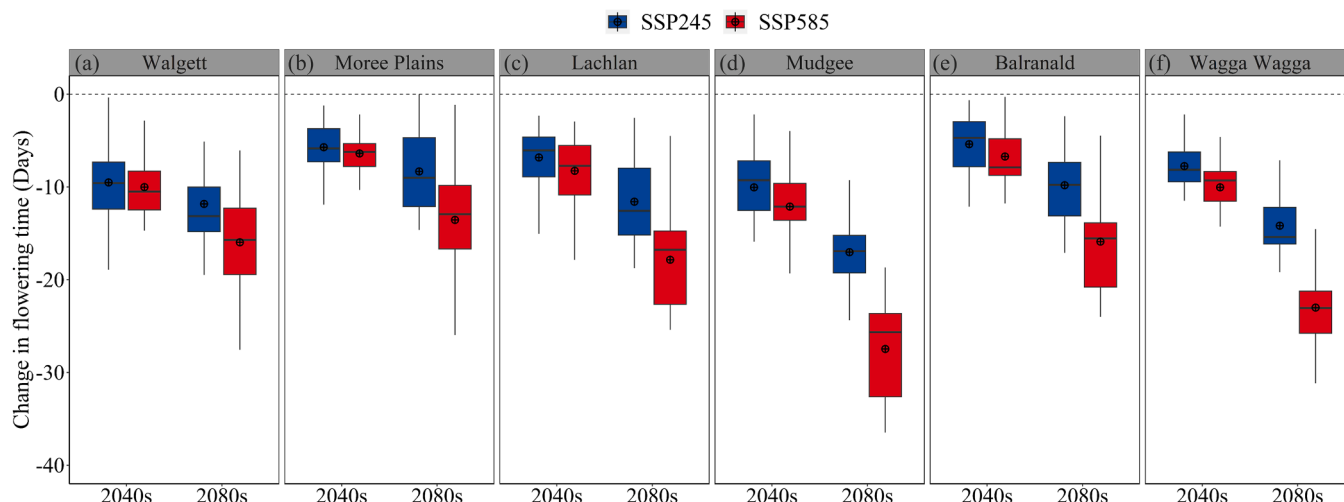 SSP245 SSP585
(a) Walgett (b) Moree Plains (c) Lachlan (d) Mudgee (e) Balranald (f) Wagga Wagga
Change in flowering time (Days)
0
-10
-20
-30
-40
2040s 2080s 2040s 2080s 2040s 2080s 2040s 2080s 2040s 2080s 2040s 2080s